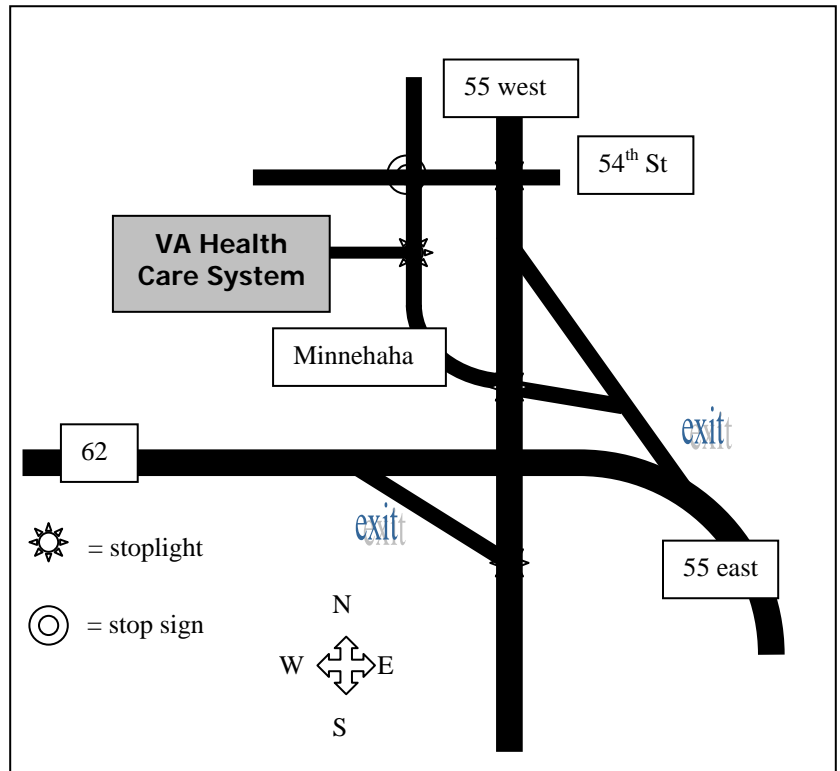 55 west
54th St
VA Health
Care System
Minnehaha
exit
62
exit
= stoplight
55 east
= stop sign
N
W E
S